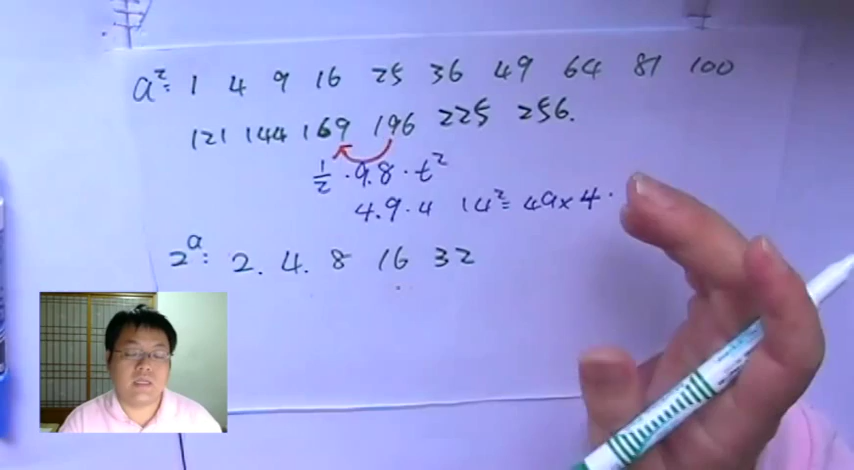 a²: 1 4 9 16 25 36 49 64 81 100
121 144 169 196 225 256.
1/2 · 9.8 · t²
4.9 · 4 14² = 49 × 4 ·
2ᵃ: 2. 4. 8 16 32